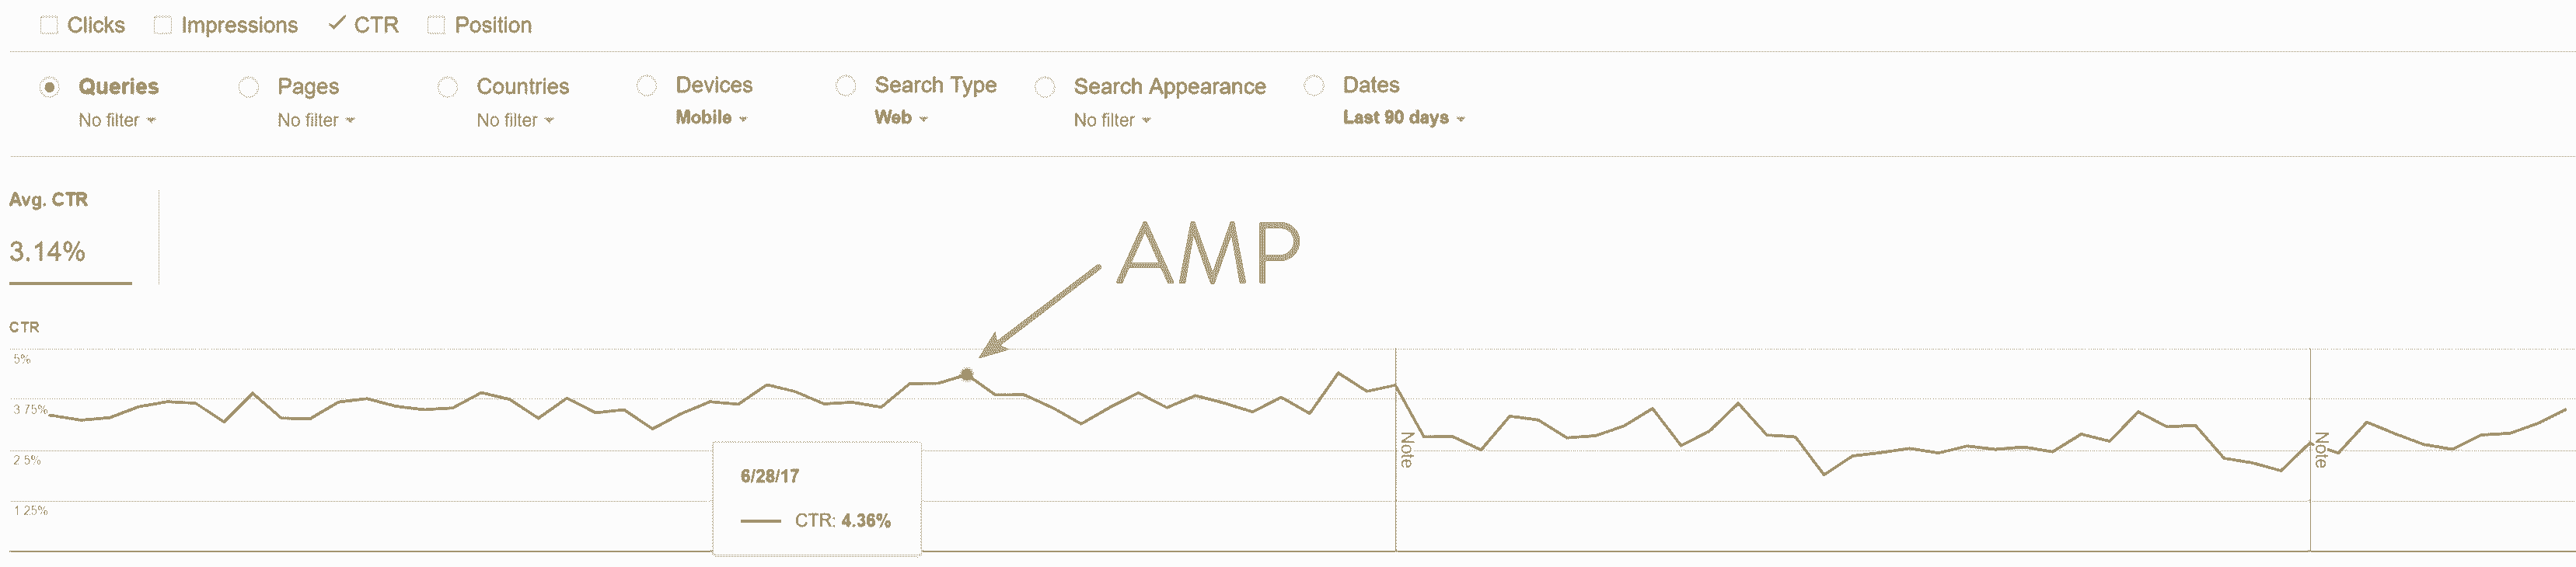 Clicks Impressions CTR Position
Queries Pages Countries Devices Search Type Search Appearance Dates
No filter No filter No filter Mobile Web No filter Last 90 days
Avg. CTR
3.14%
AMP
CTR
5%
3.75%
2.5%
1.25%
6/28/17
CTR: 4.36%
Note
Note